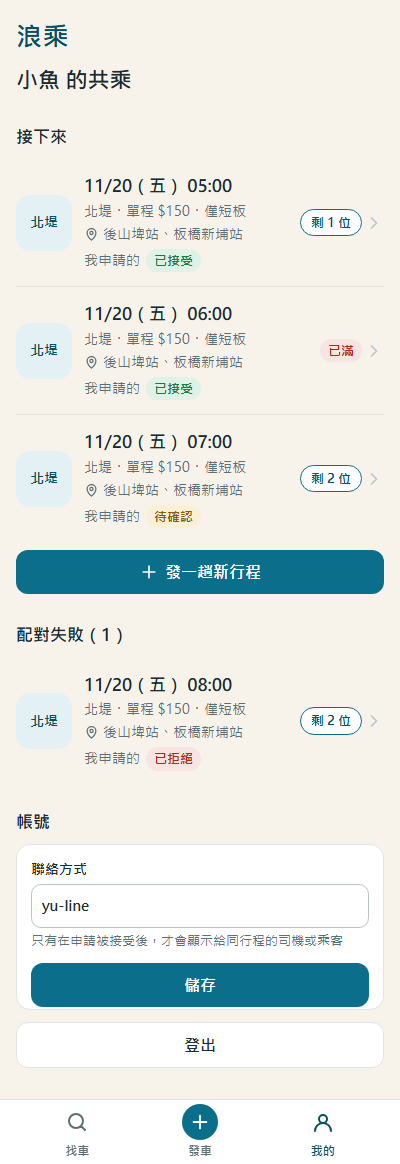 浪乘
小魚 的共乘
接下來
北堤
11/20（五）05:00
北堤・單程 $150・僅短板
後山埤站、板橋新埔站
我申請的 已接受
剩 1 位
北堤
11/20（五）06:00
北堤・單程 $150・僅短板
後山埤站、板橋新埔站
我申請的 已接受
已滿
北堤
11/20（五）07:00
北堤・單程 $150・僅短板
後山埤站、板橋新埔站
我申請的 待確認
剩 2 位
發一趟新行程
配對失敗（1）
北堤
11/20（五）08:00
北堤・單程 $150・僅短板
後山埤站、板橋新埔站
我申請的 已拒絕
剩 2 位
帳號
聯絡方式
yu-line
只有在申請被接受後，才會顯示給同行程的司機或乘客
儲存
登出
找車
發車
我的